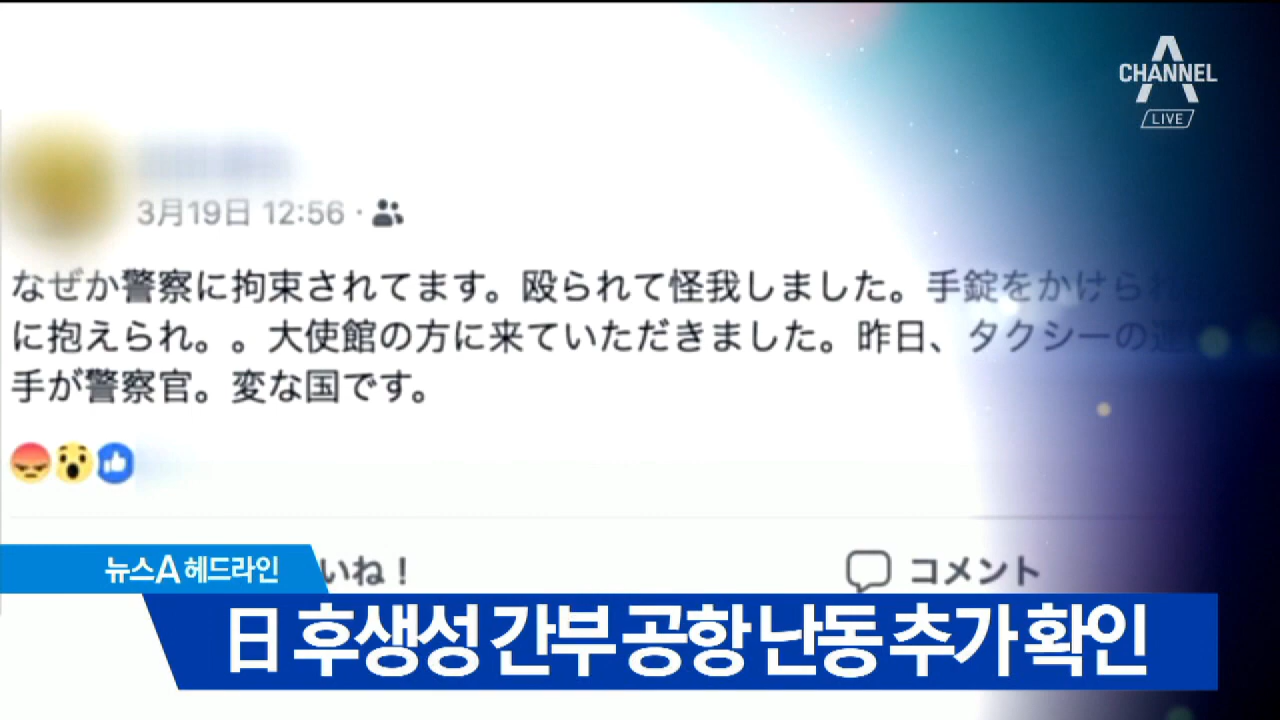 CHANNEL A
LIVE
3月19日 12:56 ·
なぜか警察に拘束されてます。殴られて怪我しました。手錠をかけられ
に抱えられ。。大使館の方に来ていただきました。昨日、タクシーの運
手が警察官。変な国です。
いね！
コメント
뉴스A 헤드라인
日 후생성 간부 공항 난동 추가 확인